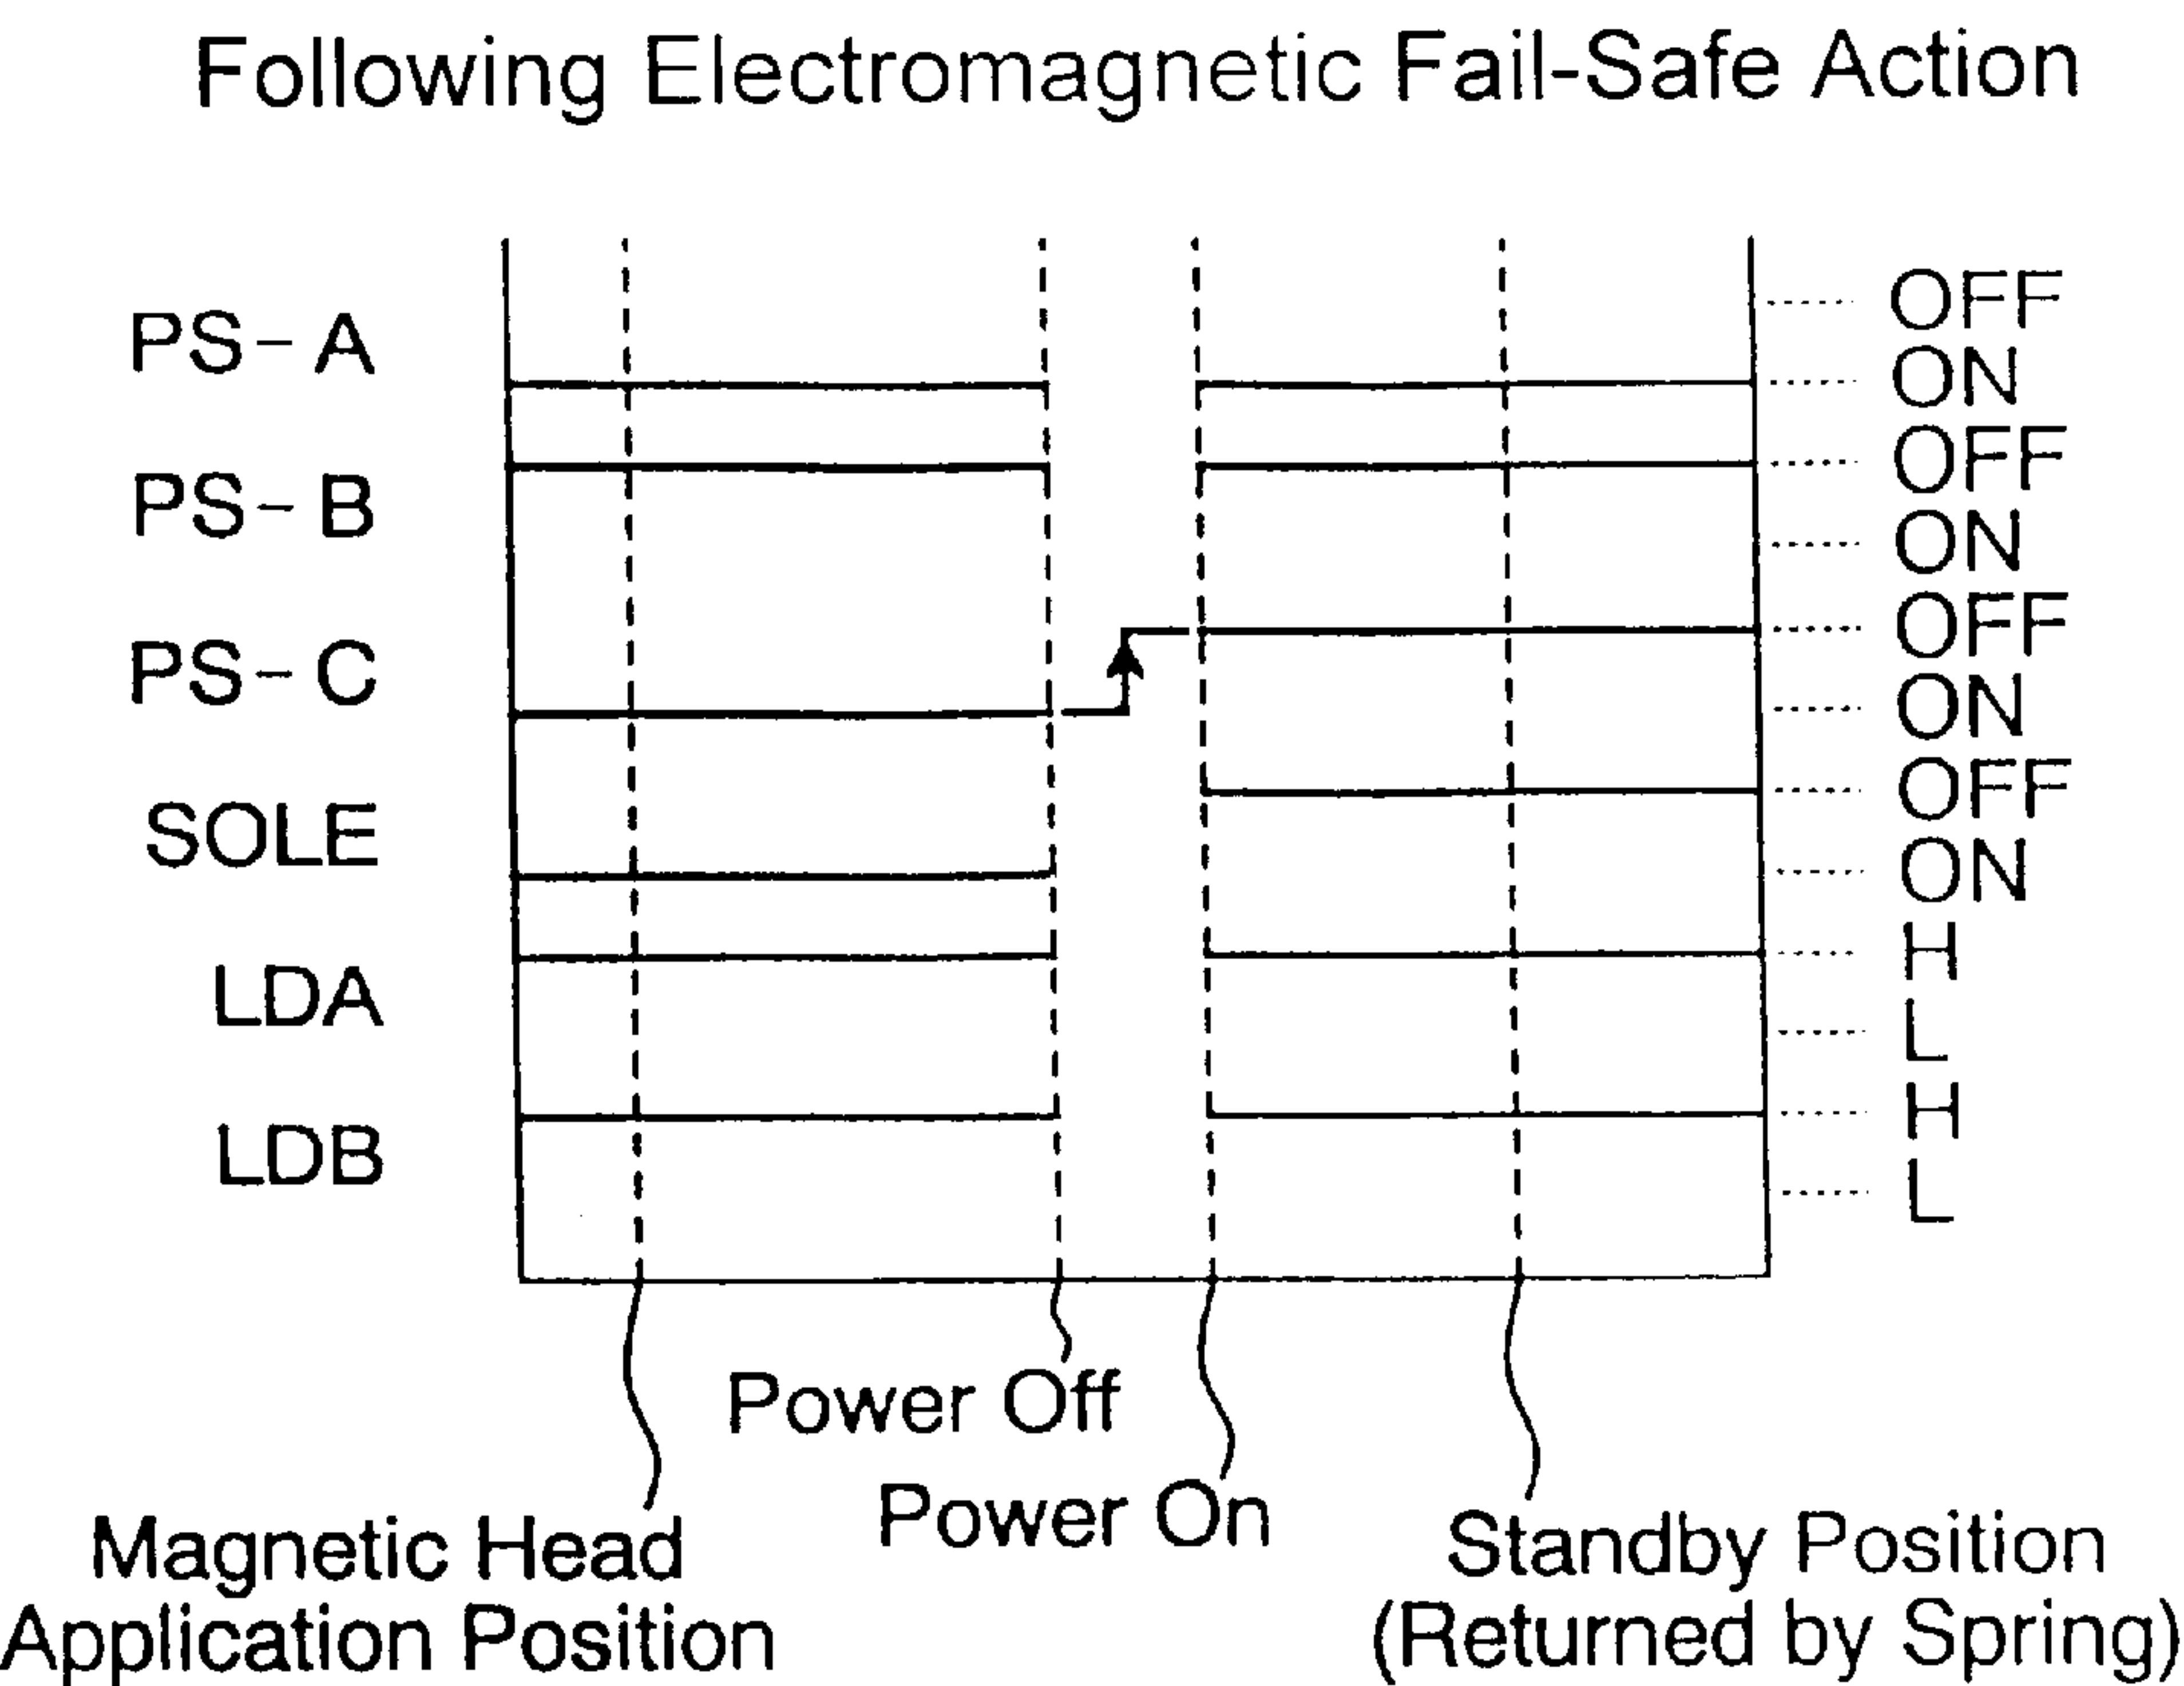 Following Electromagnetic Fail-Safe Action
PS-A
OFF
ON
PS-B
OFF
ON
PS-C
OFF
ON
SOLE
OFF
ON
LDA
H
L
LDB
H
L
Power Off
Power On
Magnetic Head
Application Position
Standby Position
(Returned by Spring)